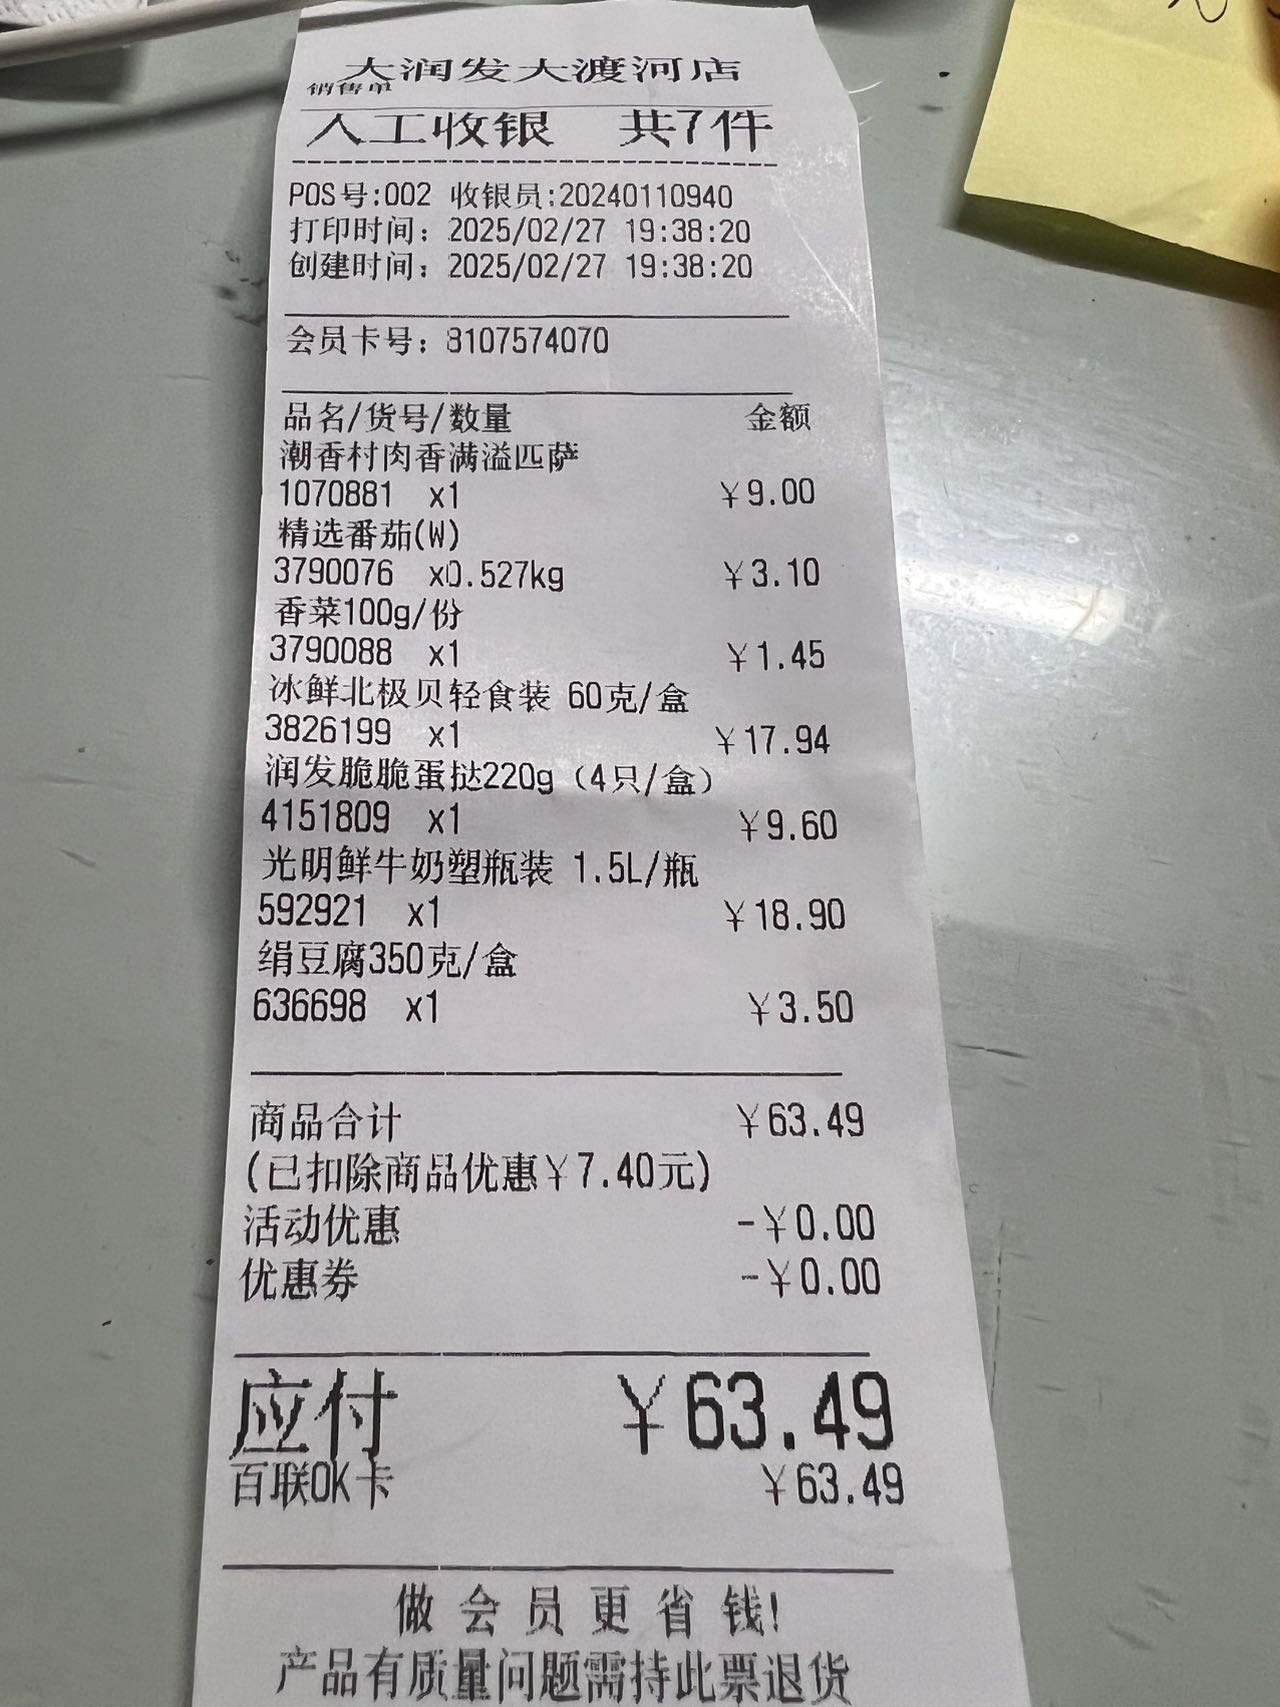 大润发大渡河店
销售单
人工收银 共7件
POS号:002 收银员:20240110940
打印时间: 2025/02/27 19:38:20
创建时间: 2025/02/27 19:38:20
会员卡号: 8107574070
品名/货号/数量 金额
潮香村肉香满溢匹萨
1070881 x1 ¥9.00
精选番茄(W)
3790076 x0.527kg ¥3.10
香菜100g/份
3790088 x1 ¥1.45
冰鲜北极贝轻食装 60克/盒
3826199 x1 ¥17.94
润发脆脆蛋挞220g（4只/盒）
4151809 x1 ¥9.60
光明鲜牛奶塑瓶装 1.5L/瓶
592921 x1 ¥18.90
绢豆腐350克/盒
636698 x1 ¥3.50
商品合计 ¥63.49
(已扣除商品优惠¥7.40元)
活动优惠 -¥0.00
优惠券 -¥0.00
应付 ¥63.49
百联OK卡 ¥63.49
做会员更省钱!
产品有质量问题需持此票退货